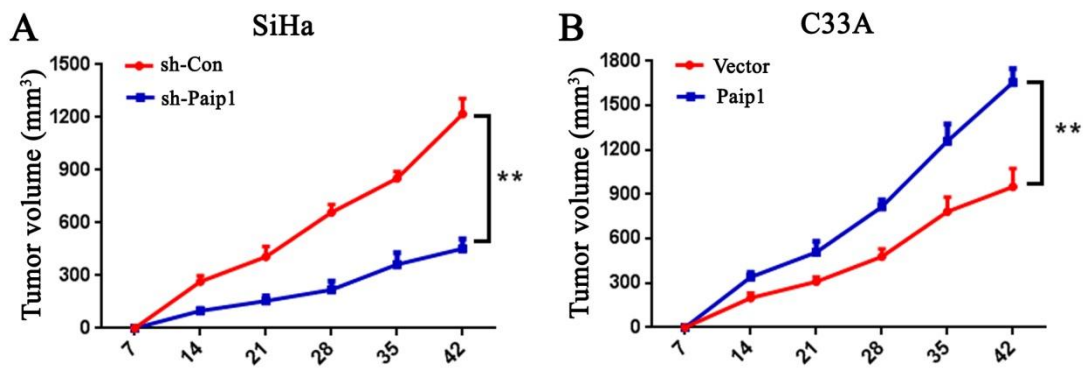 A
SiHa
sh-Con
sh-Paip1
Tumor volume (mm³)
1500
1200
900
600
300
0
7
14
21
28
35
42
**
B
C33A
Vector
Paip1
Tumor volume (mm³)
1800
1500
1200
900
600
300
0
7
14
21
28
35
42
**